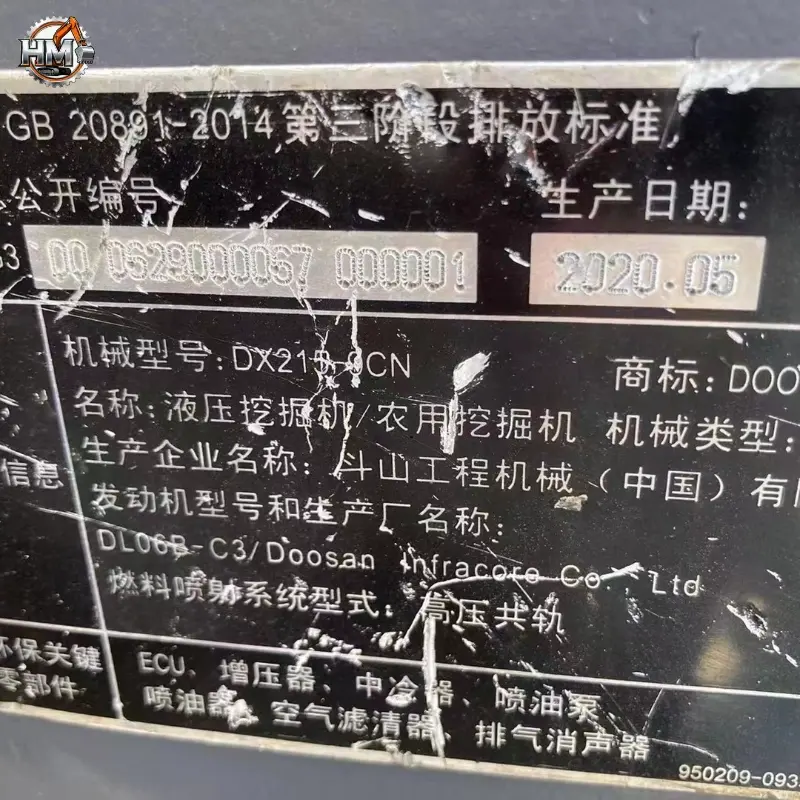 HM
GB 20891-2014第三阶段排放标准,
公开编号
生产日期:
63 00 0629000067 000001
2020.05
机械型号: DX215-9CN
商标: DOO
名称: 液压挖掘机/农用挖掘机 机械类型:
生产企业名称: 斗山工程机械（中国）有
信息
发动机型号和生产厂名称:
DL06B-C3/Doosan Infracore Co., Ltd
燃料喷射系统型式: 高压共轨
环保关键
零部件
ECU、增压器、中冷器、喷油泵
喷油器、空气滤清器、排气消声器
950209-093